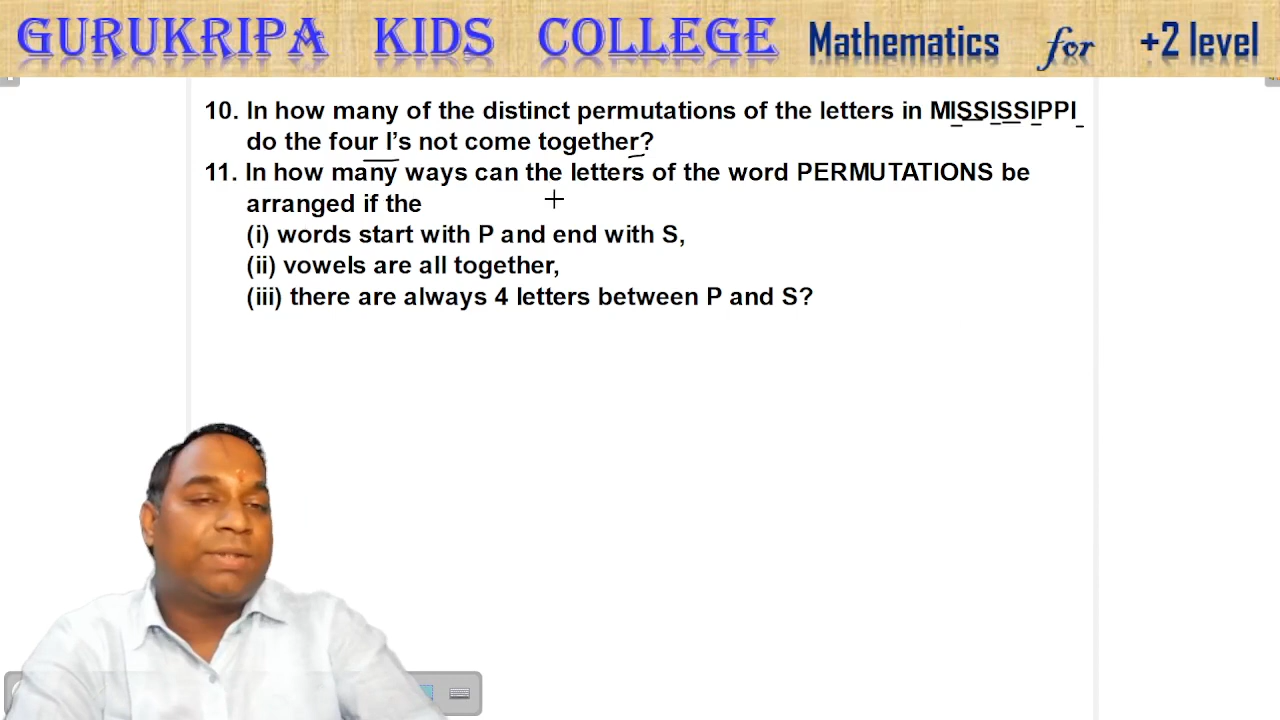 GURUKRIPA KIDS COLLEGE Mathematics for +2 level
10. In how many of the distinct permutations of the letters in MISSISSIPPI
do the four I's not come together?
11. In how many ways can the letters of the word PERMUTATIONS be
arranged if the
(i) words start with P and end with S,
(ii) vowels are all together,
(iii) there are always 4 letters between P and S?